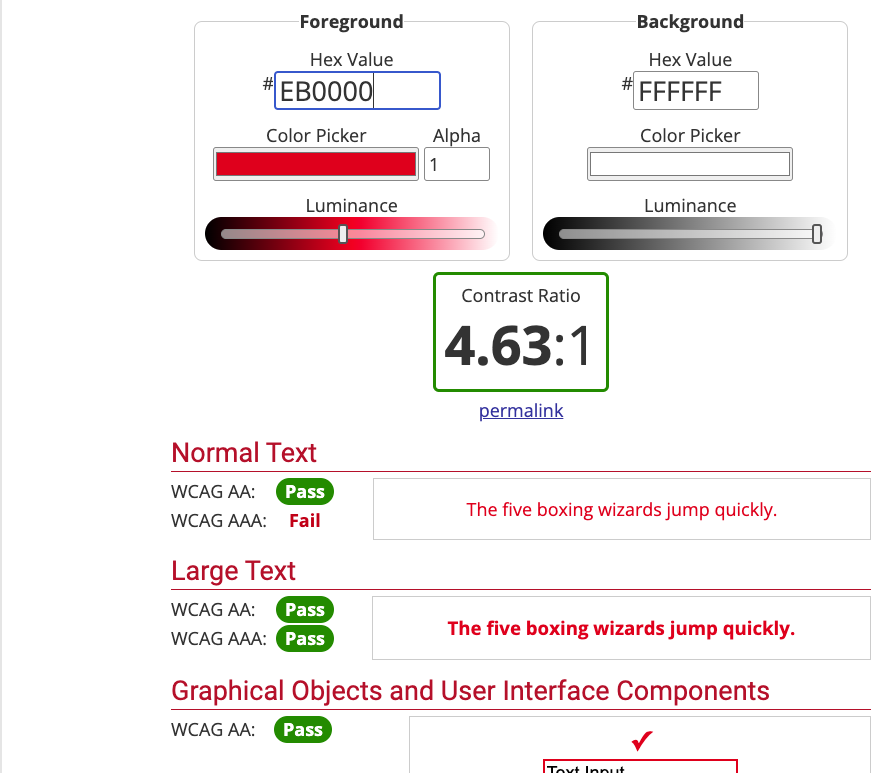 Foreground Background
Hex Value Hex Value
# EB0000 # FFFFFF
Color Picker Alpha Color Picker
1
Luminance Luminance
Contrast Ratio
4.63:1
permalink
Normal Text
WCAG AA: Pass
WCAG AAA: Fail
The five boxing wizards jump quickly.
Large Text
WCAG AA: Pass
WCAG AAA: Pass
The five boxing wizards jump quickly.
Graphical Objects and User Interface Components
WCAG AA: Pass
Text Input